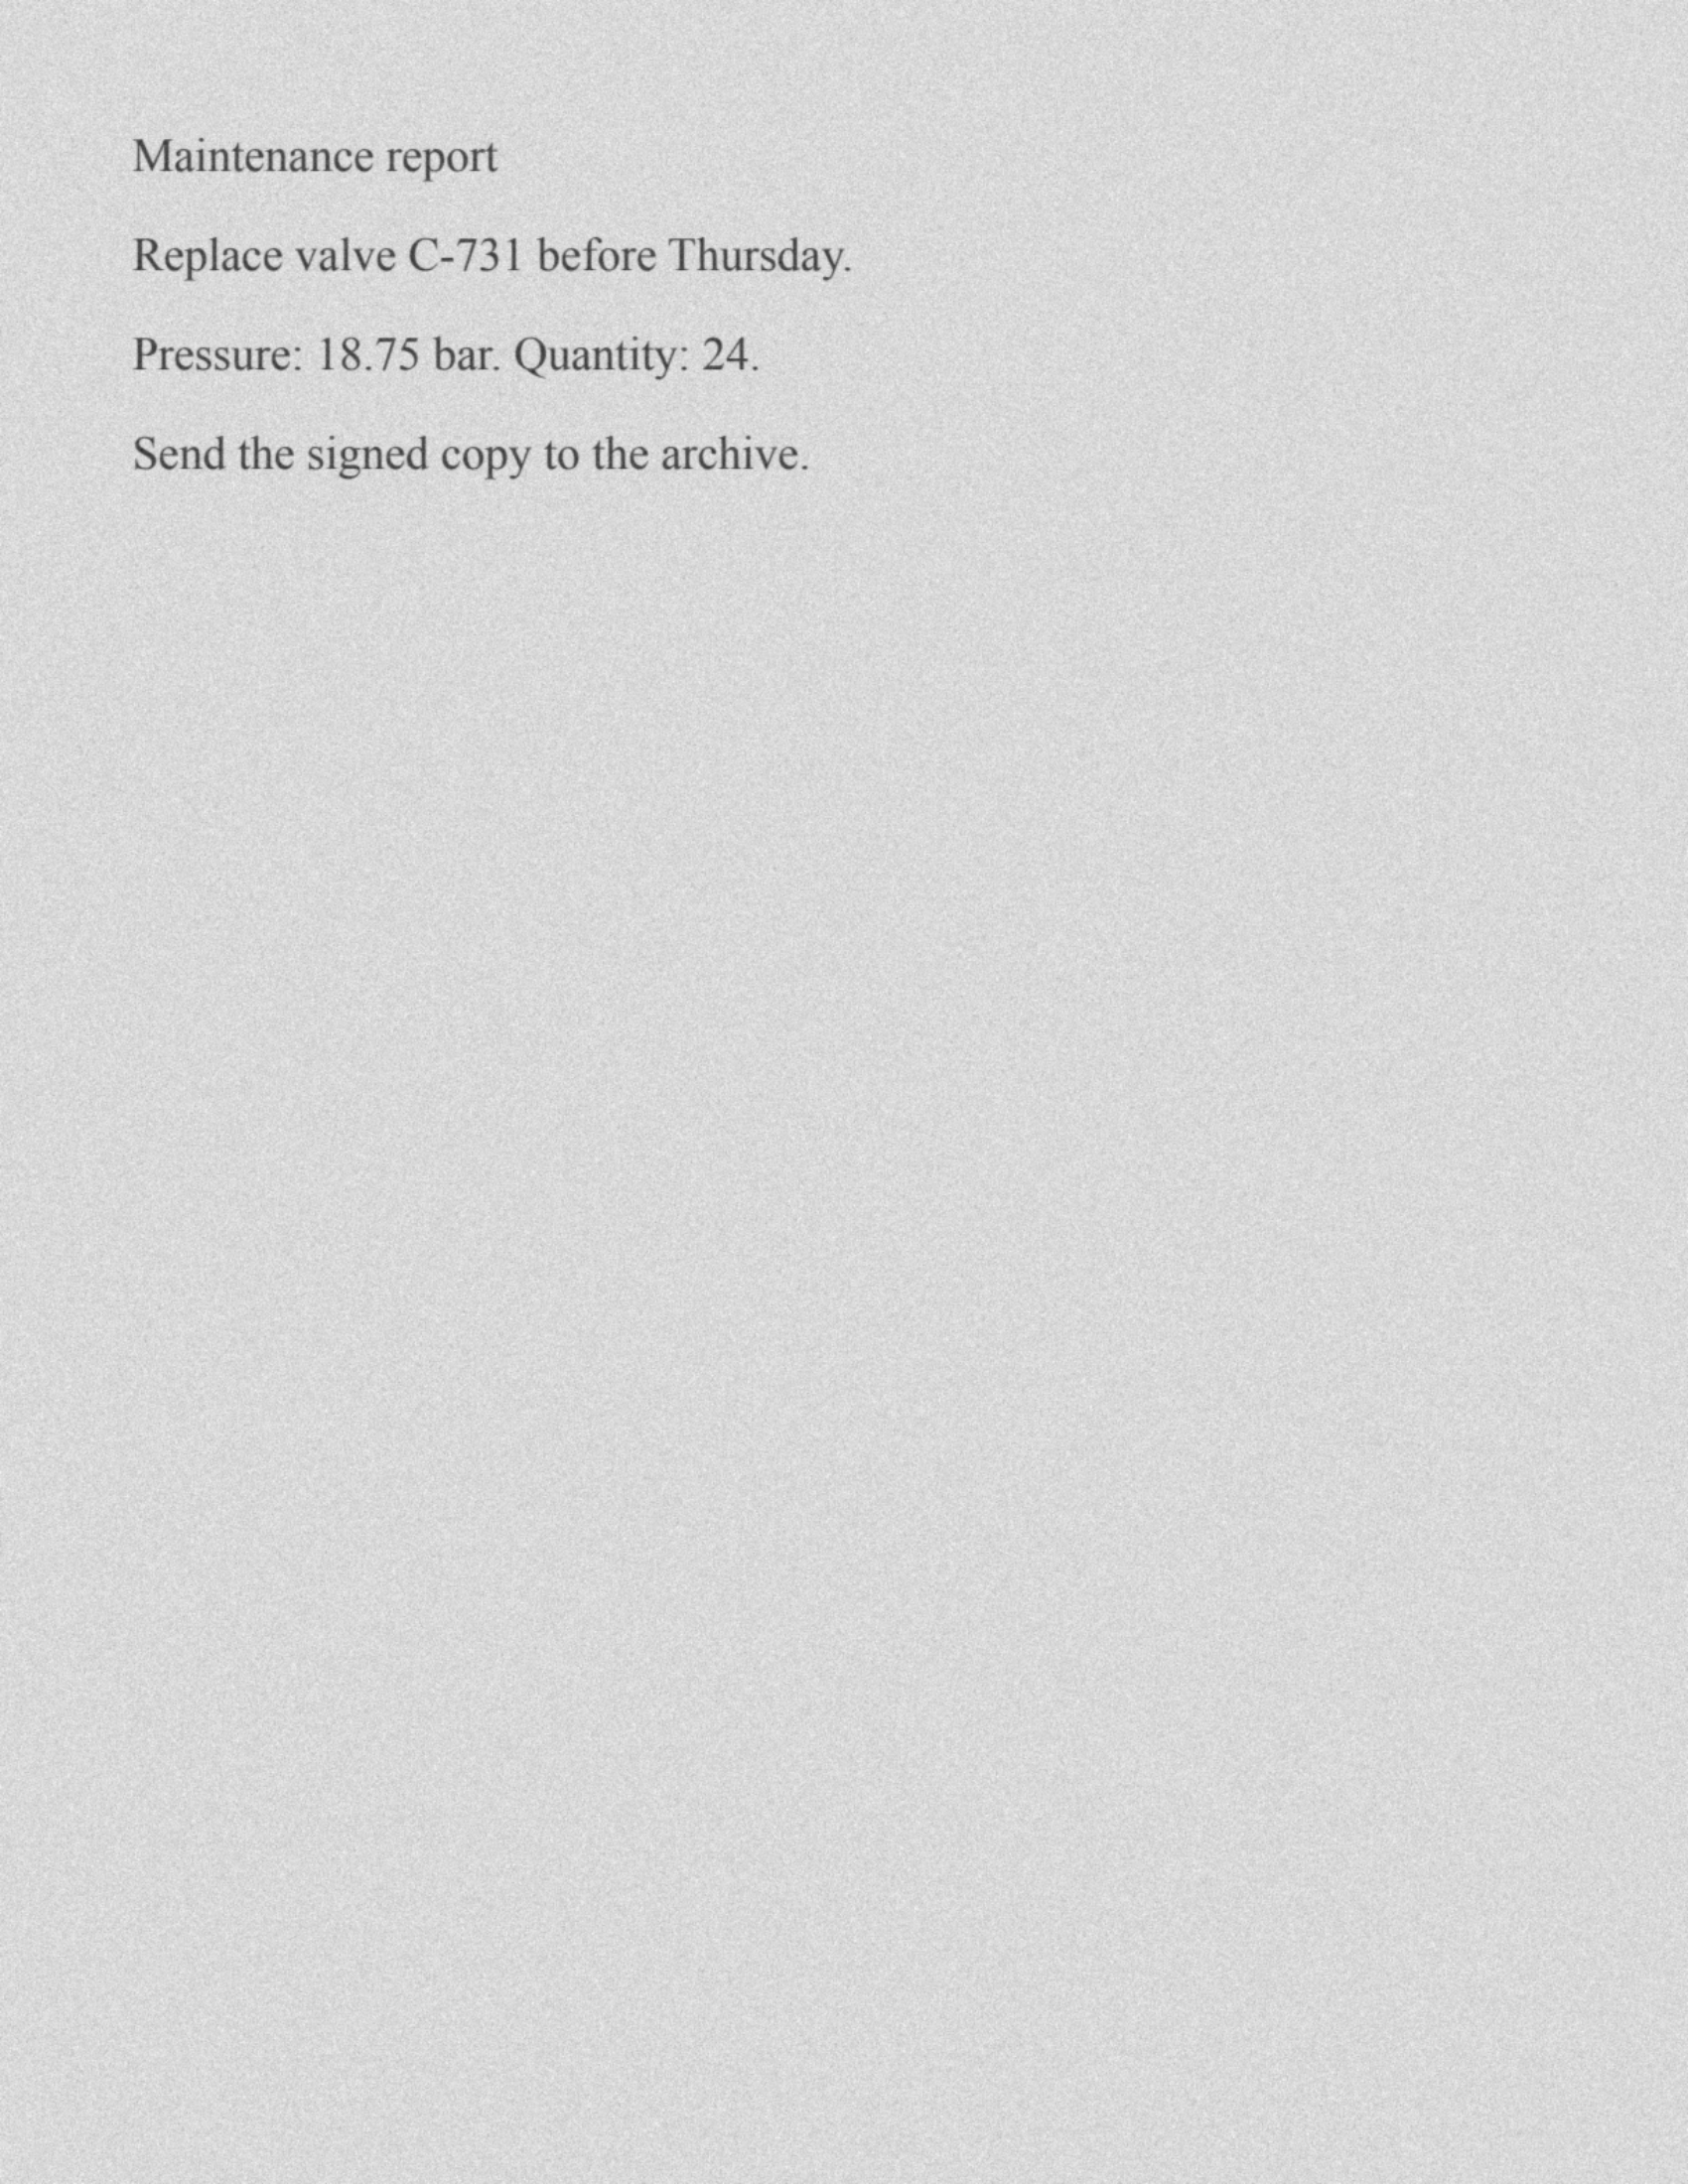 Maintenance report
Replace valve C-731 before Thursday.
Pressure: 18.75 bar. Quantity: 24.
Send the signed copy to the archive.